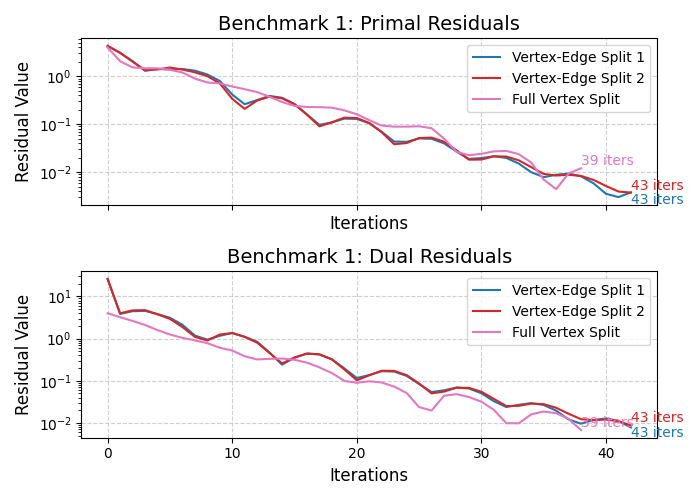 Benchmark 1: Primal Residuals
Residual Value
10⁰
10⁻¹
10⁻²
Vertex-Edge Split 1
Vertex-Edge Split 2
Full Vertex Split
39 iters
43 iters
43 iters
Iterations
Benchmark 1: Dual Residuals
Residual Value
10¹
10⁰
10⁻¹
10⁻²
Vertex-Edge Split 1
Vertex-Edge Split 2
Full Vertex Split
43 iters
39 iters
43 iters
0 10 20 30 40
Iterations